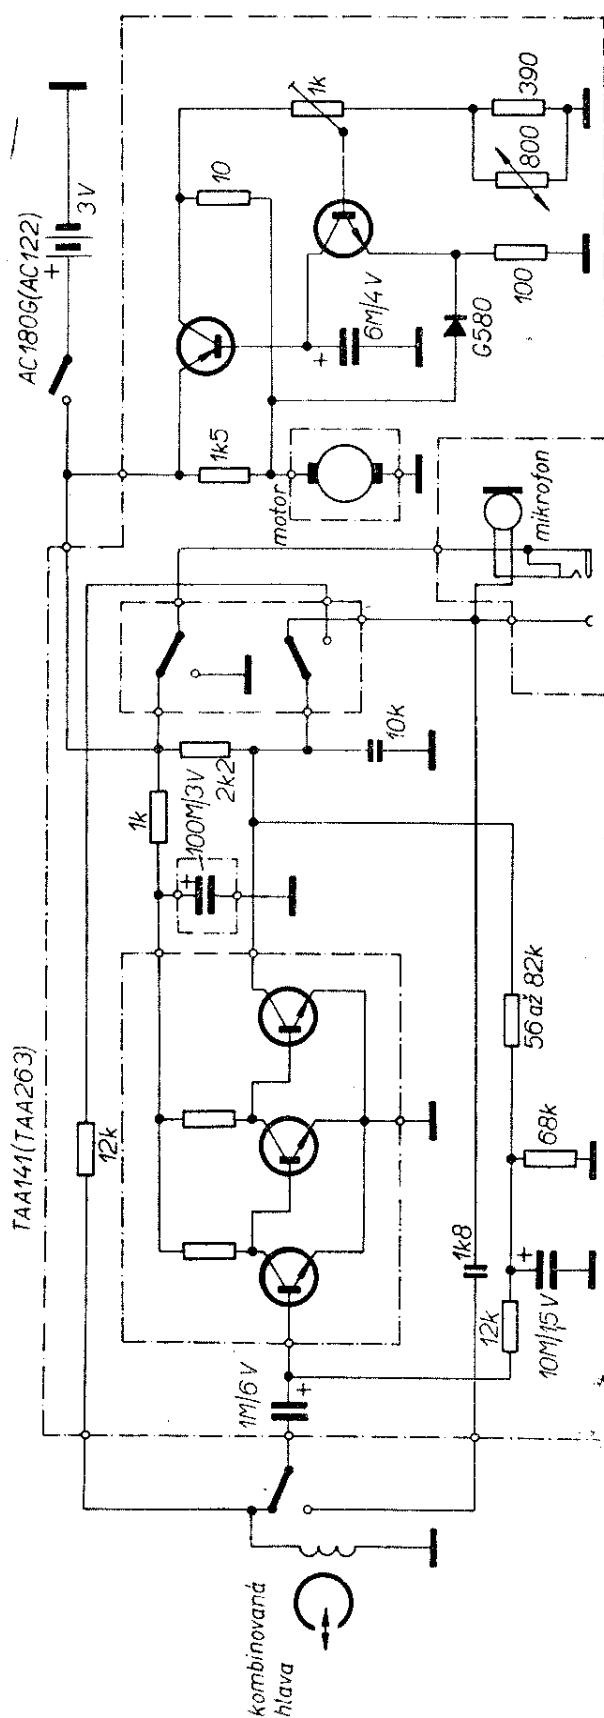 kombinovaná
hlava
TAA141(TAA263)
12k
1M/6V
+
12k
1k8
10M/15V
+
68k
56 až 82k
1k
100M/3V
+
2k2
10k
AC180G(AC122)
+
3V
1k5
motor
mikrofon
10
6M/4V
+
G580
1k
100
800
390